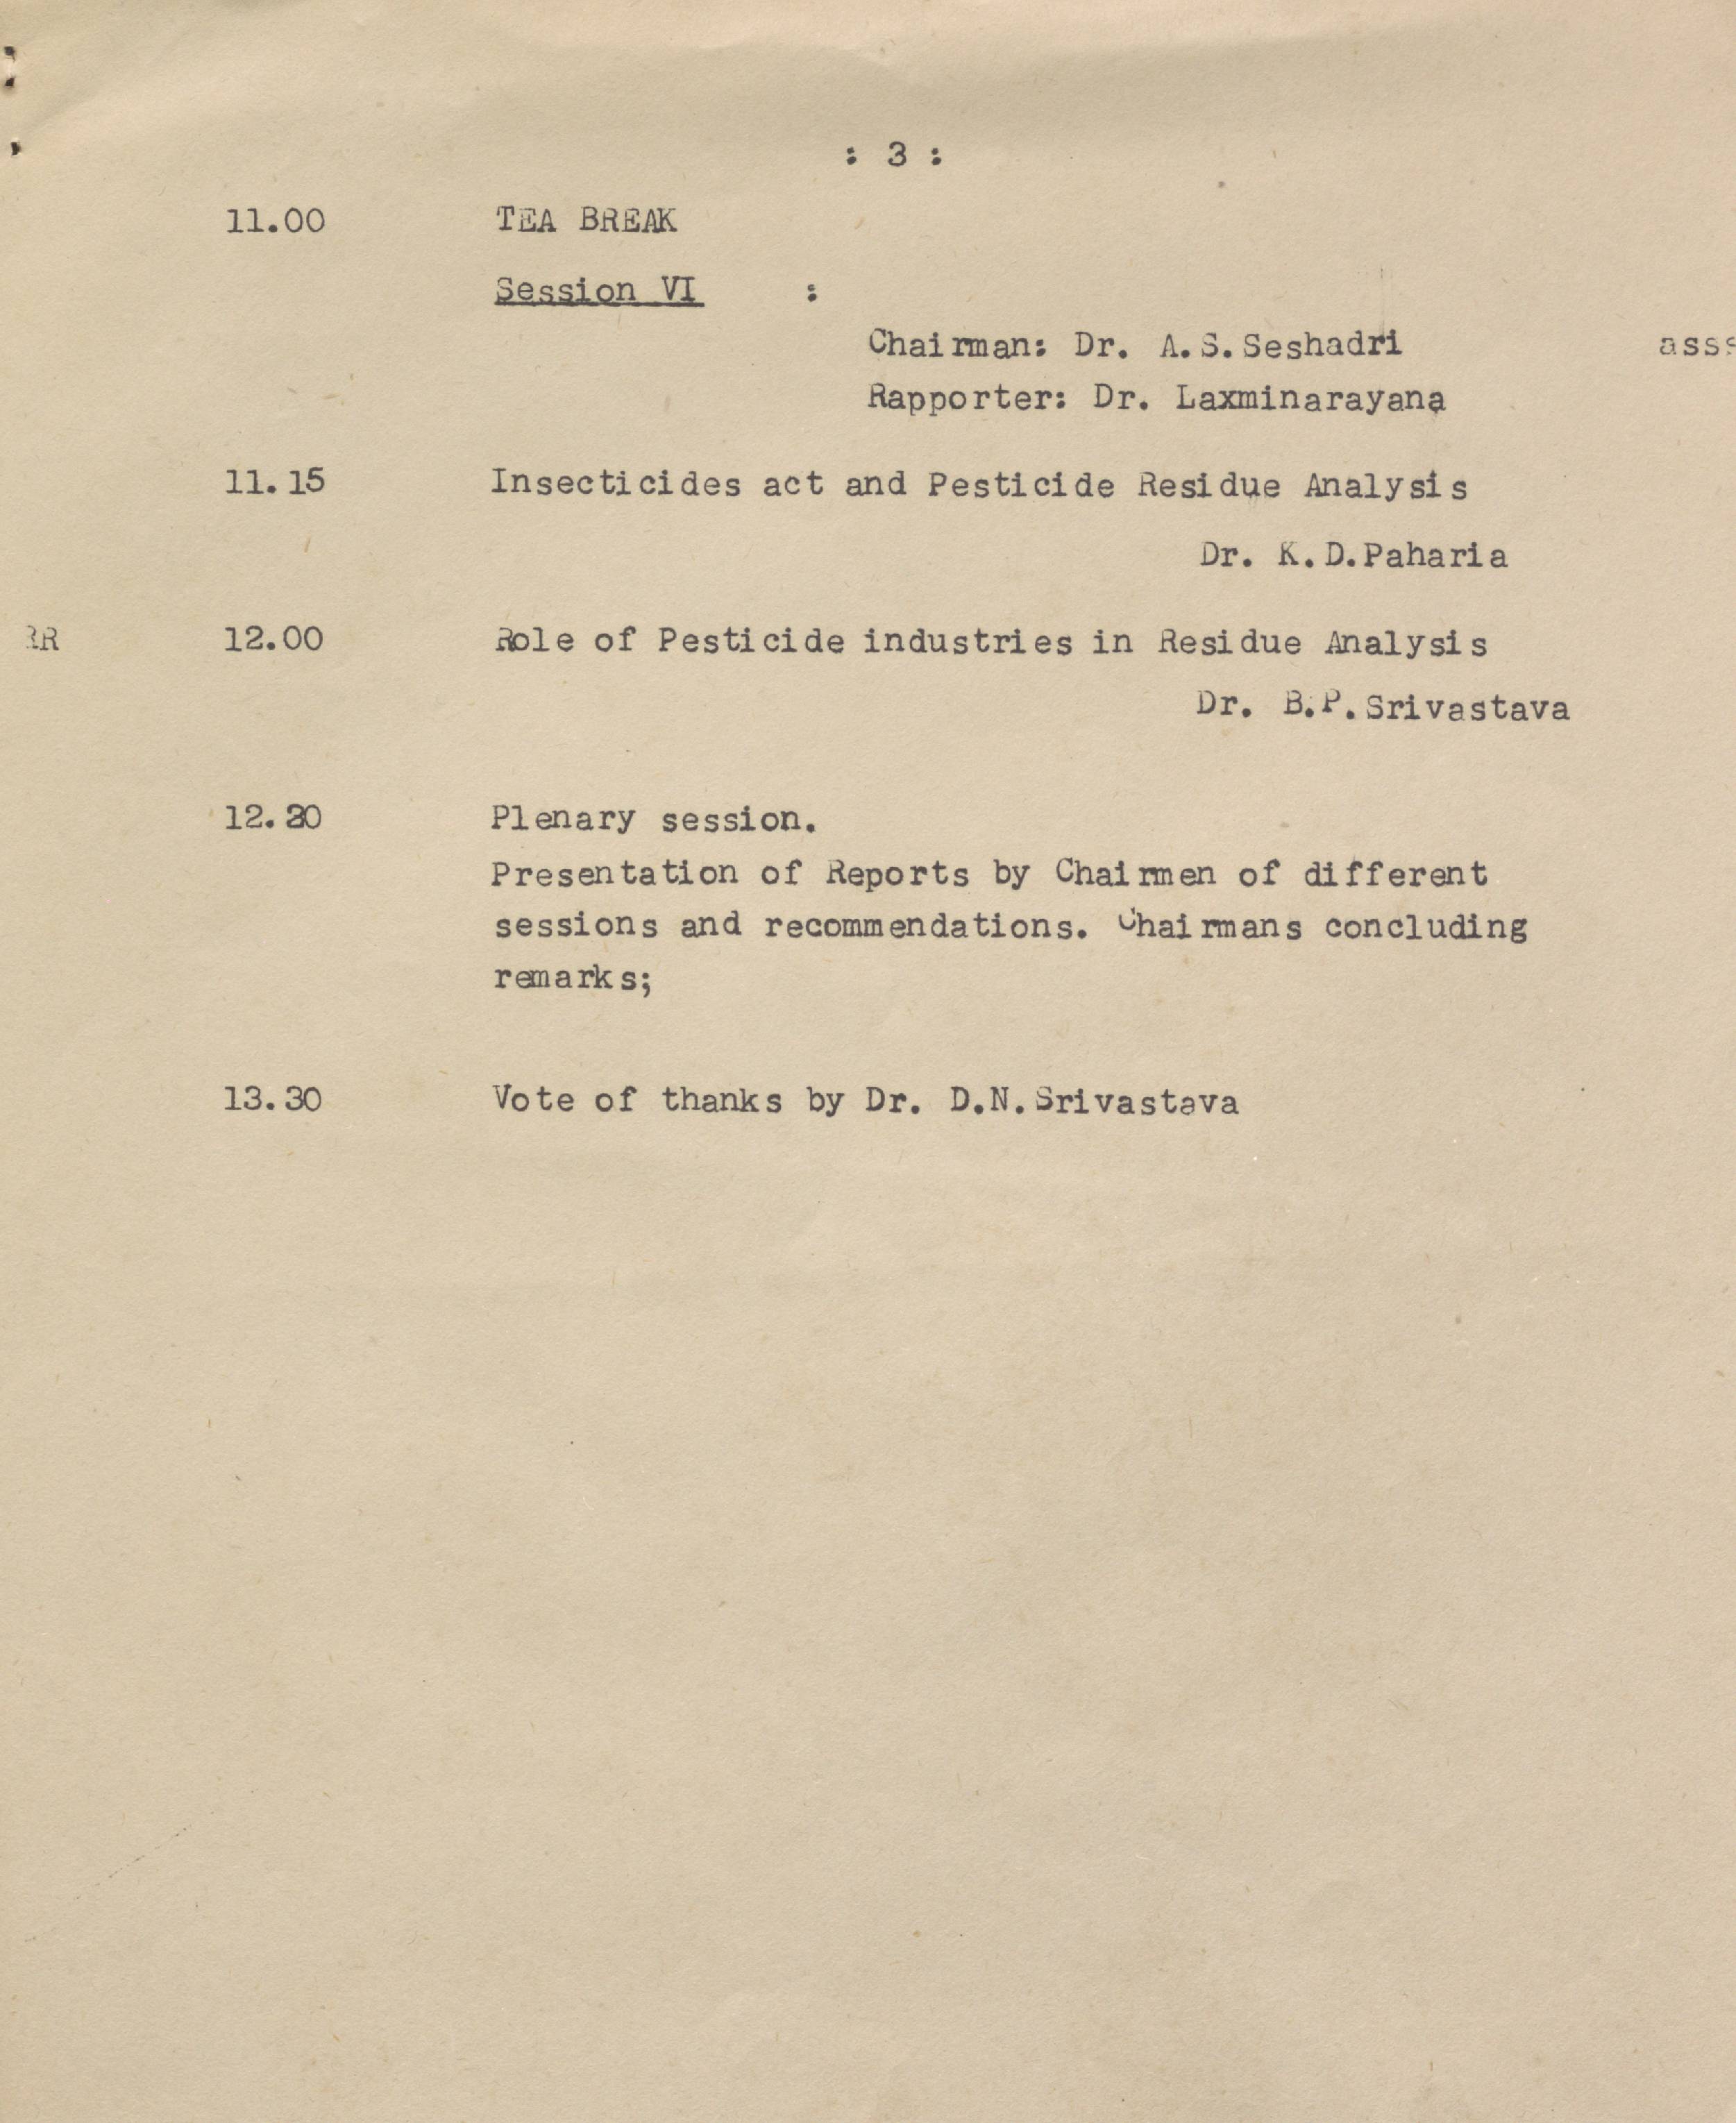 : 3 :
11.00 TEA BREAK
Session VI :
Chairman: Dr. A.S.Seshadri asss
Rapporter: Dr. Laxminarayana
11.15 Insecticides act and Pesticide Residue Analysis
Dr. K.D.Paharia
RR 12.00 Role of Pesticide industries in Residue Analysis
Dr. B.P.Srivastava
12.20 Plenary session.
Presentation of Reports by Chairmen of different
sessions and recommendations. Chairmans concluding
remarks;
13.30 Vote of thanks by Dr. D.N.Srivastava